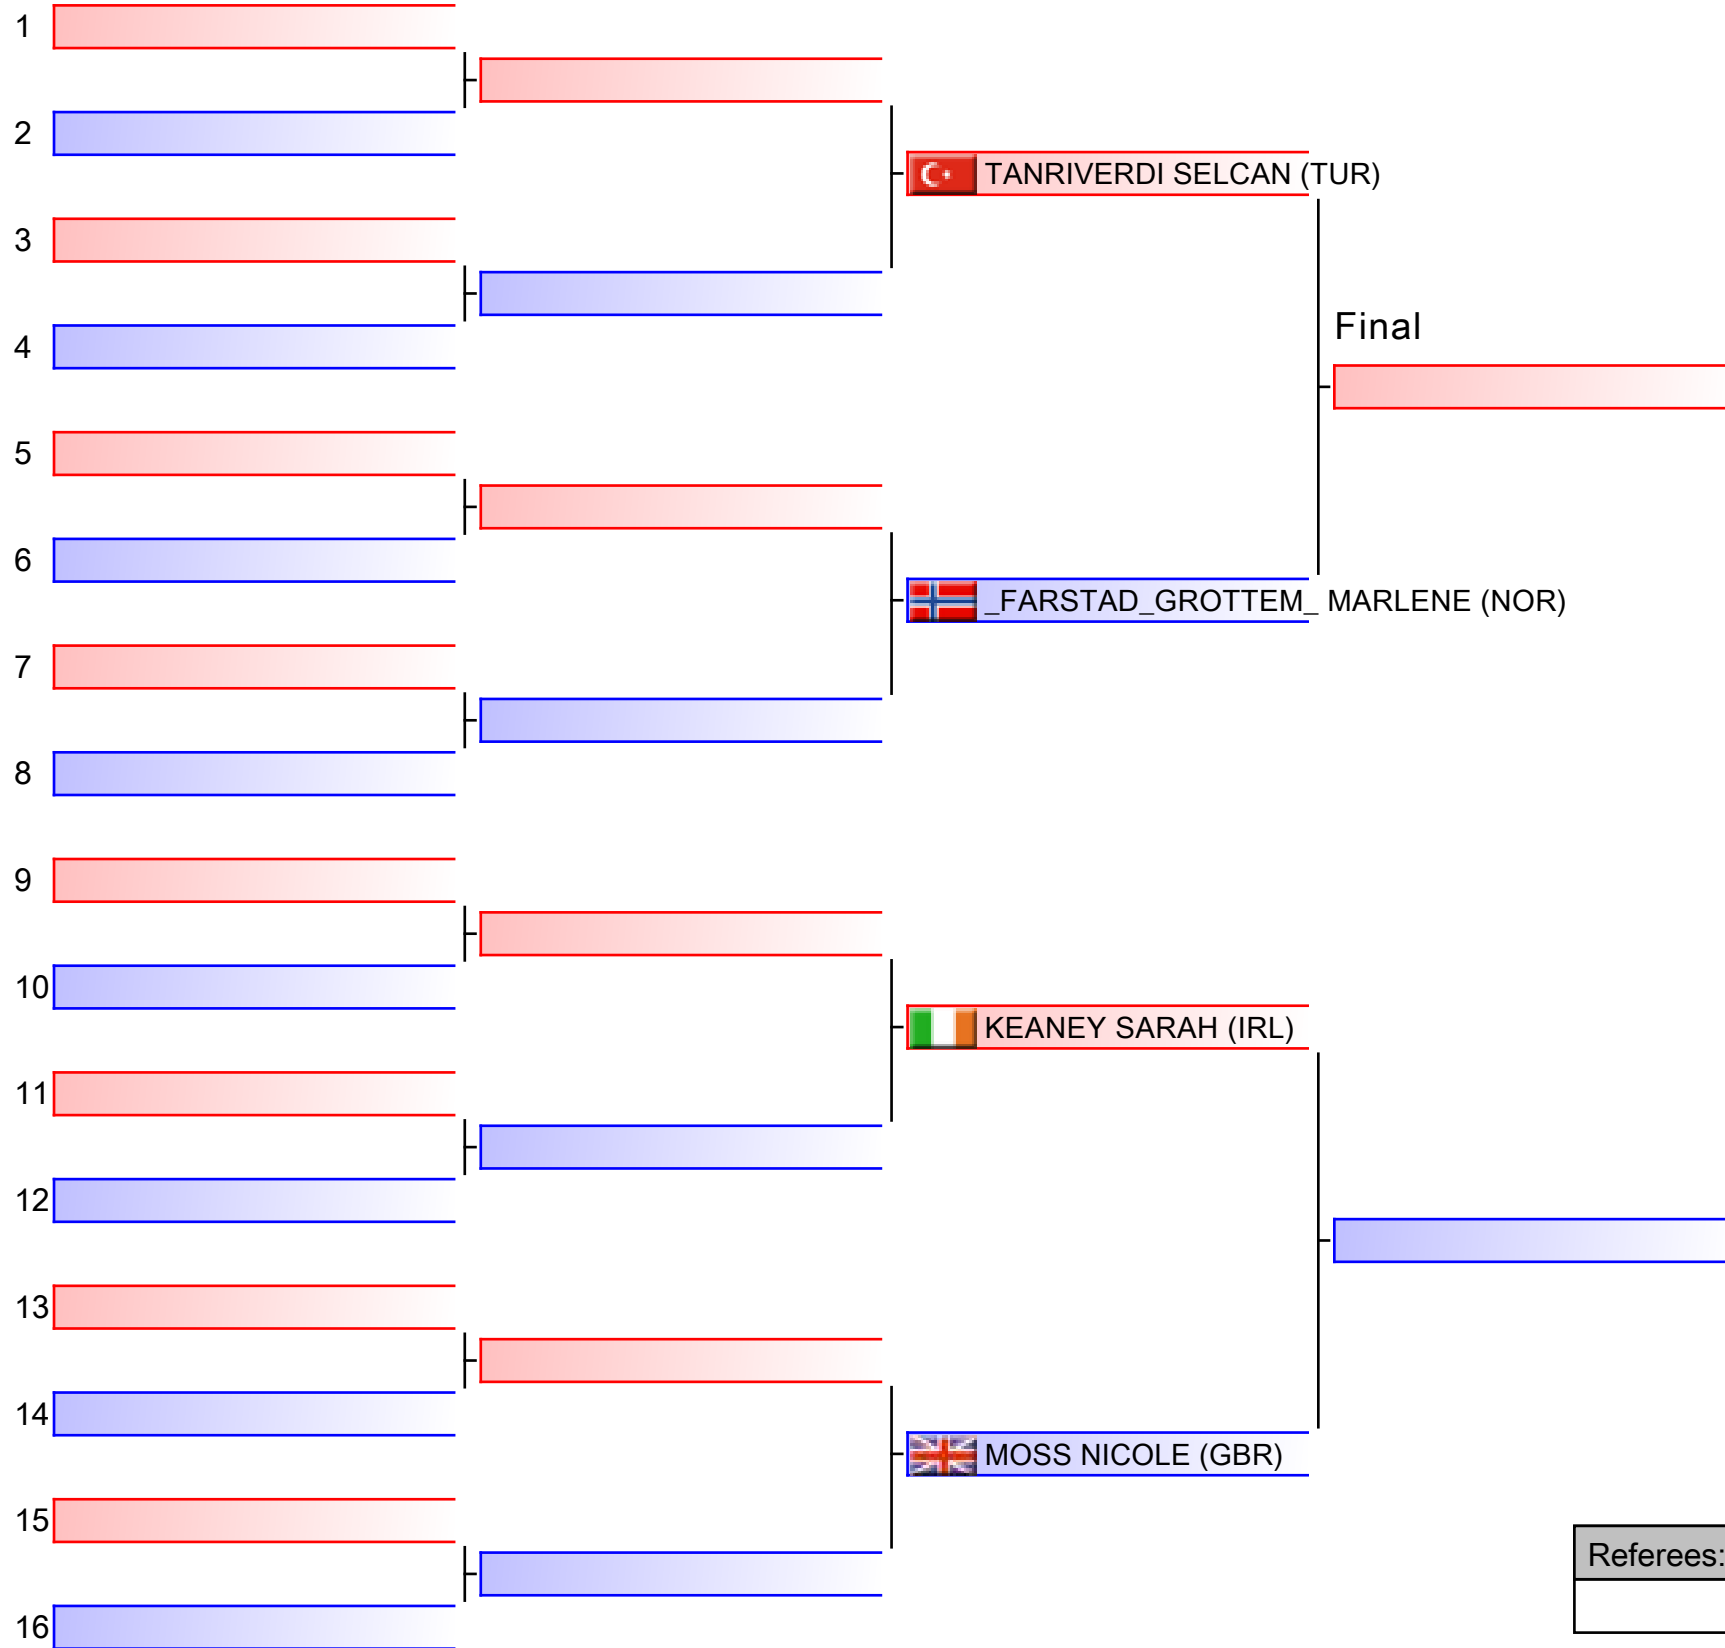 1
2
TANRIVERDI SELCAN (TUR)
3
Final
4
5
6
_FARSTAD_GROTTEM_ MARLENE (NOR)
7
8
9
10
KEANEY SARAH (IRL)
11
12
13
14
MOSS NICOLE (GBR)
15
Referees:
16